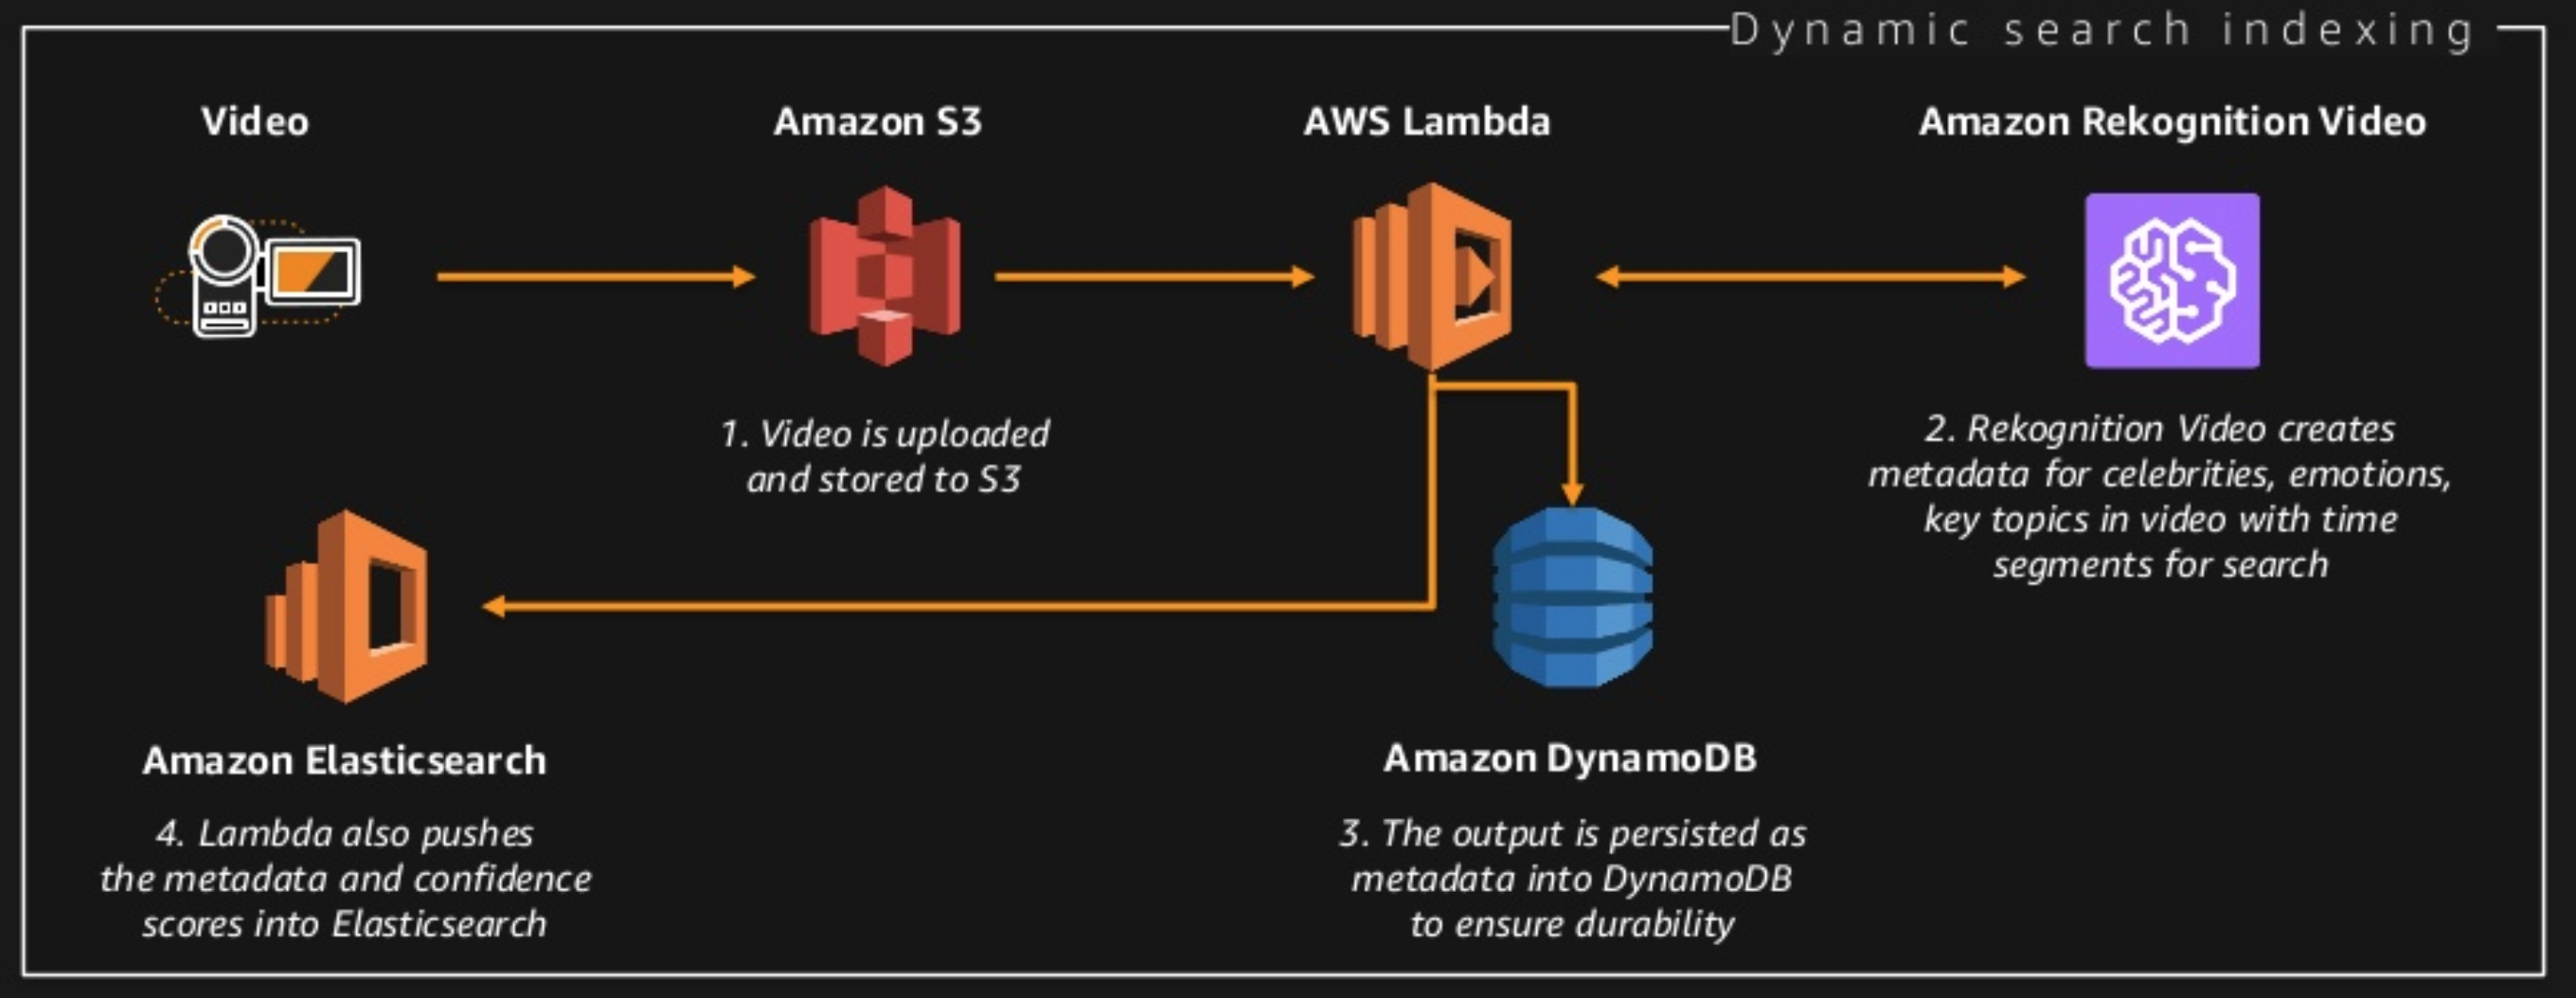 Dynamic search indexing
Video
Amazon S3
AWS Lambda
Amazon Rekognition Video
1. Video is uploaded
and stored to S3
2. Rekognition Video creates
metadata for celebrities, emotions,
key topics in video with time
segments for search
Amazon Elasticsearch
4. Lambda also pushes
the metadata and confidence
scores into Elasticsearch
Amazon DynamoDB
3. The output is persisted as
metadata into DynamoDB
to ensure durability